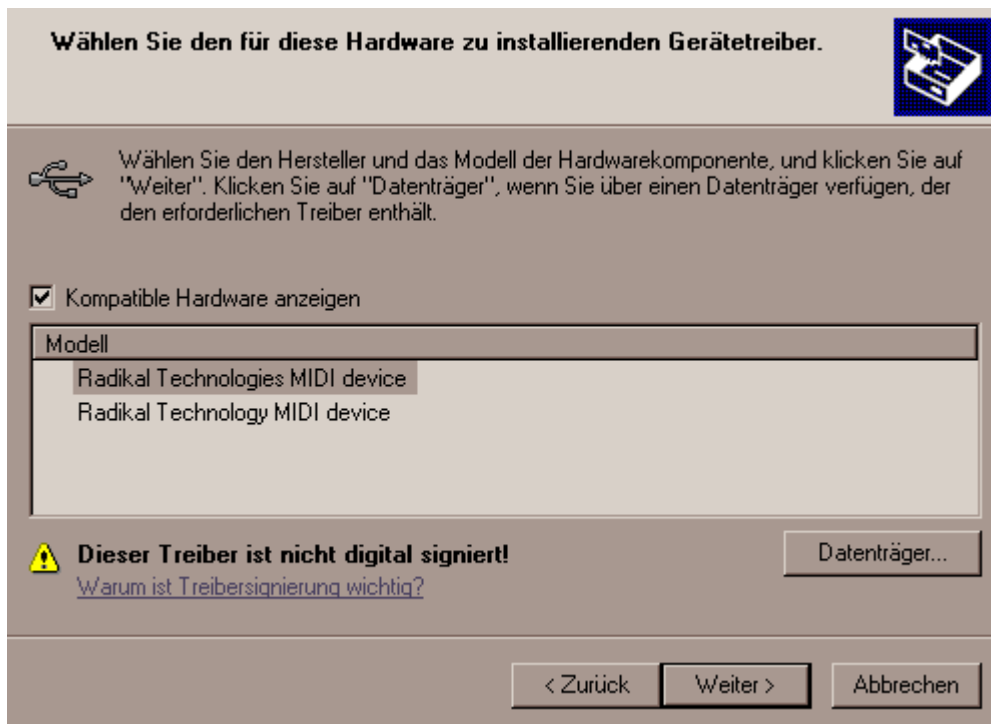 Wählen Sie den für diese Hardware zu installierenden Gerätetreiber.
Wählen Sie den Hersteller und das Modell der Hardwarekomponente, und klicken Sie auf
"Weiter". Klicken Sie auf "Datenträger", wenn Sie über einen Datenträger verfügen, der
den erforderlichen Treiber enthält.
Kompatible Hardware anzeigen
Modell
Radikal Technologies MIDI device
Radikal Technology MIDI device
Dieser Treiber ist nicht digital signiert!
Warum ist Treibersignierung wichtig?
Datenträger...
< Zurück
Weiter >
Abbrechen